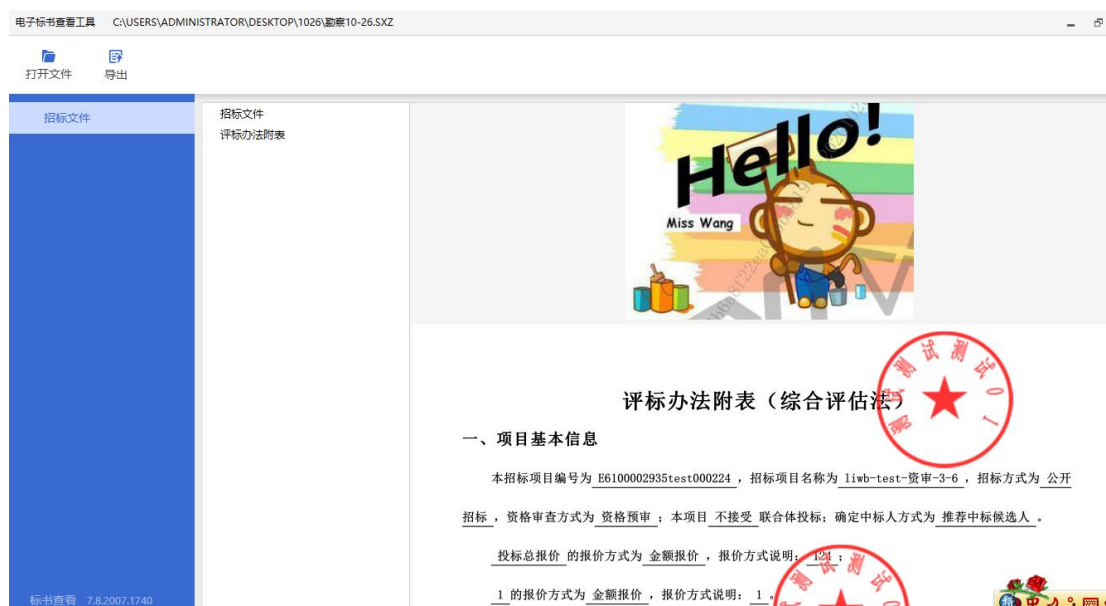 电子标书查看工具 C:\USERS\ADMINISTRATOR\DESKTOP\1026\勘察10-26.SXZ
打开文件 导出
招标文件
招标文件
评标办法附表
Hello!
Miss Wang
测试测试测试01
评标办法附表（综合评估法）
一、项目基本信息
本招标项目编号为 E6100002935test000224 ，招标项目名称为 liwb-test-资审-3-6 ，招标方式为 公开
招标 ，资格审查方式为 资格预审 ；本项目 不接受 联合体投标；确定中标人方式为 推荐中标候选人 。
投标总报价 的报价方式为 金额报价 ，报价方式说明： 124 ；
1 的报价方式为 金额报价 ，报价方式说明： 1 。
标书查看 7.8.2007.1740